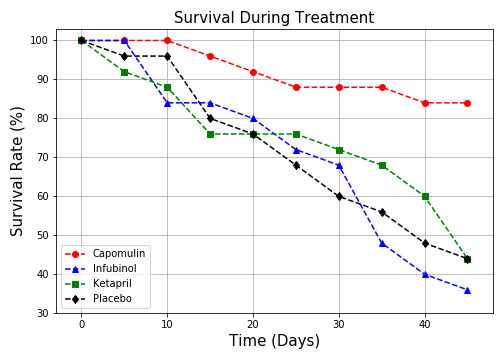 Survival During Treatment
Survival Rate (%)
100
90
80
70
60
50
40
30
Capomulin
Infubinol
Ketapril
Placebo
0
10
20
30
40
Time (Days)